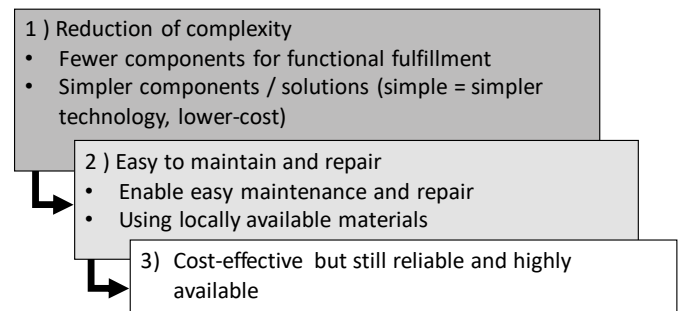 1 ) Reduction of complexity
• Fewer components for functional fulfillment
• Simpler components / solutions (simple = simpler
technology, lower-cost)
2 ) Easy to maintain and repair
• Enable easy maintenance and repair
• Using locally available materials
3) Cost-effective but still reliable and highly
available